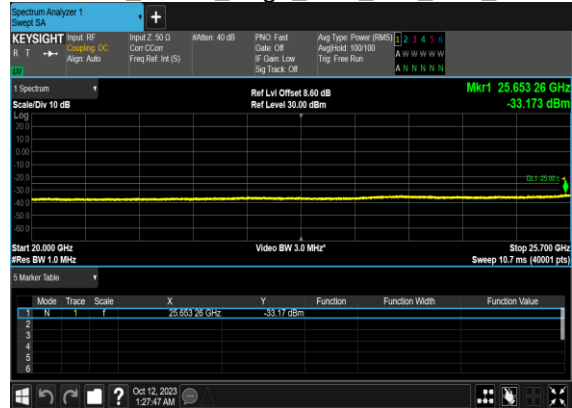 Spectrum Analyzer 1
Swept SA
+
KEYSIGHT Input: RF Input Z: 50 Ω #Atten: 40 dB PNO: Fast Avg Type: Power (RMS) 1 2 3 4 5 6
R T Coupling: DC Corr CCorr Gate: Off Avg|Hold: 100/100 A W W W W W
Align: Auto Freq Ref: Int (S) IF Gain: Low Trig: Free Run
Sig Track: Off A N N N N N
1 Spectrum Ref Lvl Offset 8.60 dB Mkr1 25.653 26 GHz
Scale/Div 10 dB Ref Level 30.00 dBm -33.173 dBm
Log
20.0
10.0
0.00
-10.0
-20.0
DL1 -25.00
-30.0
-40.0
-50.0
-60.0
Start 20.000 GHz Video BW 3.0 MHz* Stop 25.700 GHz
#Res BW 1.0 MHz Sweep 10.7 ms (40001 pts)
5 Marker Table
Mode Trace Scale X Y Function Function Width Function Value
1 N 1 f 25.653 26 GHz -33.17 dBm
2
3
4
5
6
? Oct 12, 2023
1:27:47 AM